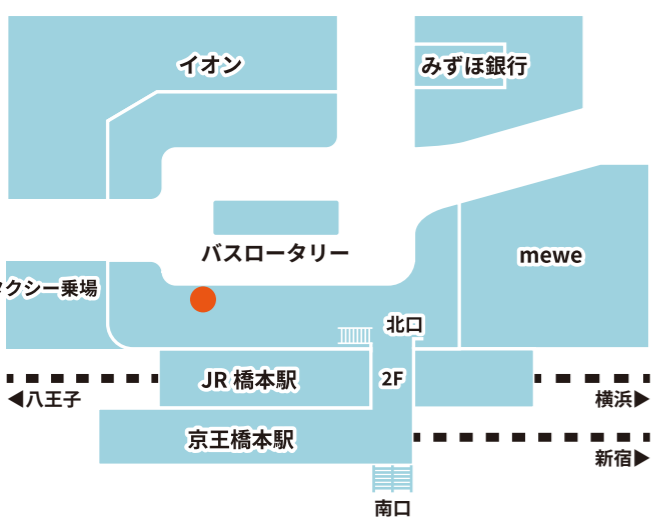 イオン
みずほ銀行
バスロータリー
mewe
クシー乗場
北口
JR 橋本駅
2F
◀八王子
横浜▶
京王橋本駅
新宿▶
南口